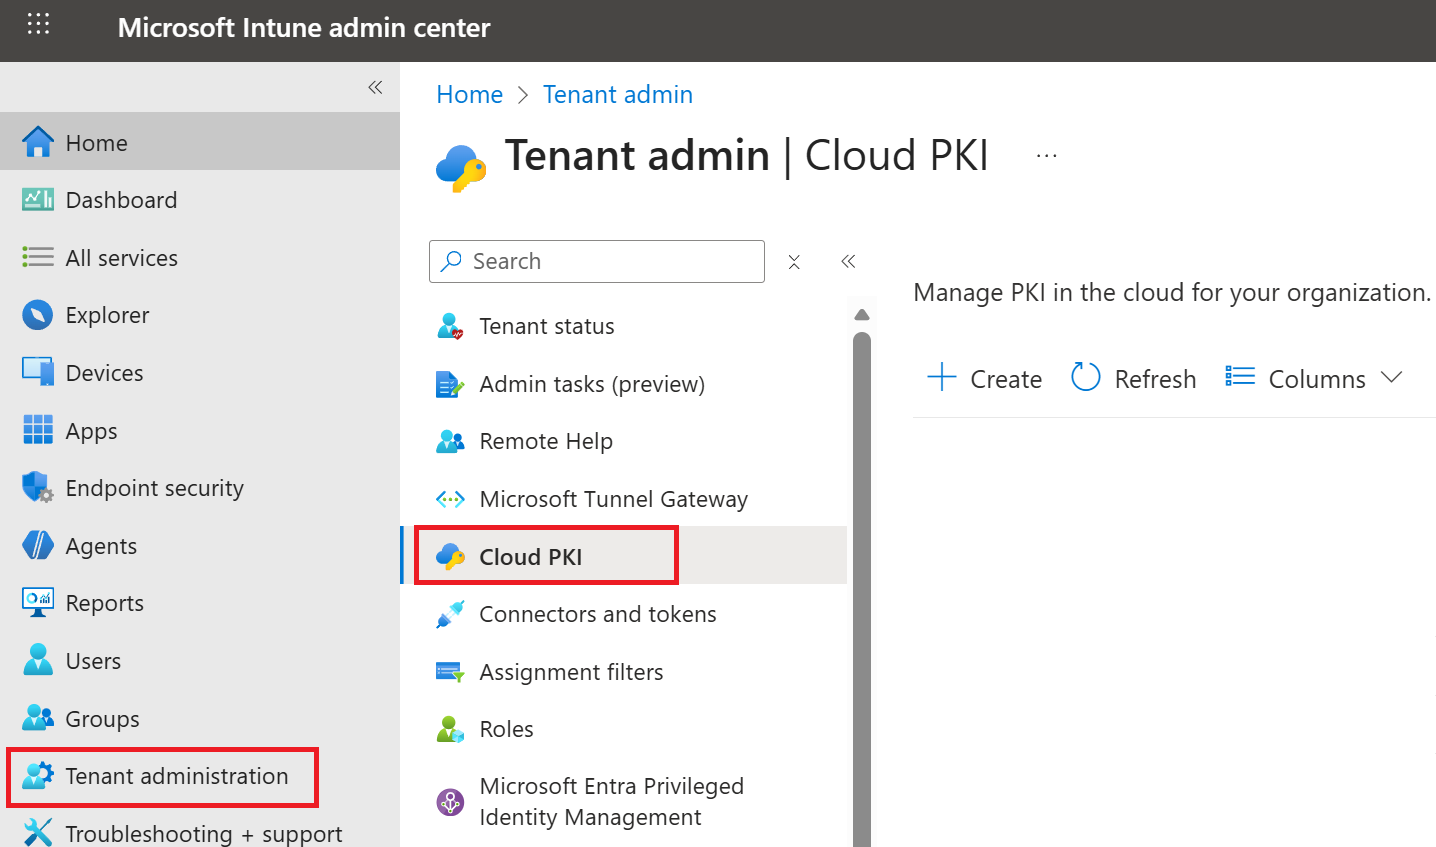 Microsoft Intune admin center
Home
Dashboard
All services
Explorer
Devices
Apps
Endpoint security
Agents
Reports
Users
Groups
Tenant administration
Troubleshooting + support
Home > Tenant admin
Tenant admin | Cloud PKI ...
Search
Tenant status
Admin tasks (preview)
Remote Help
Microsoft Tunnel Gateway
Cloud PKI
Connectors and tokens
Assignment filters
Roles
Microsoft Entra Privileged
Identity Management
Manage PKI in the cloud for your organization.
Create Refresh Columns